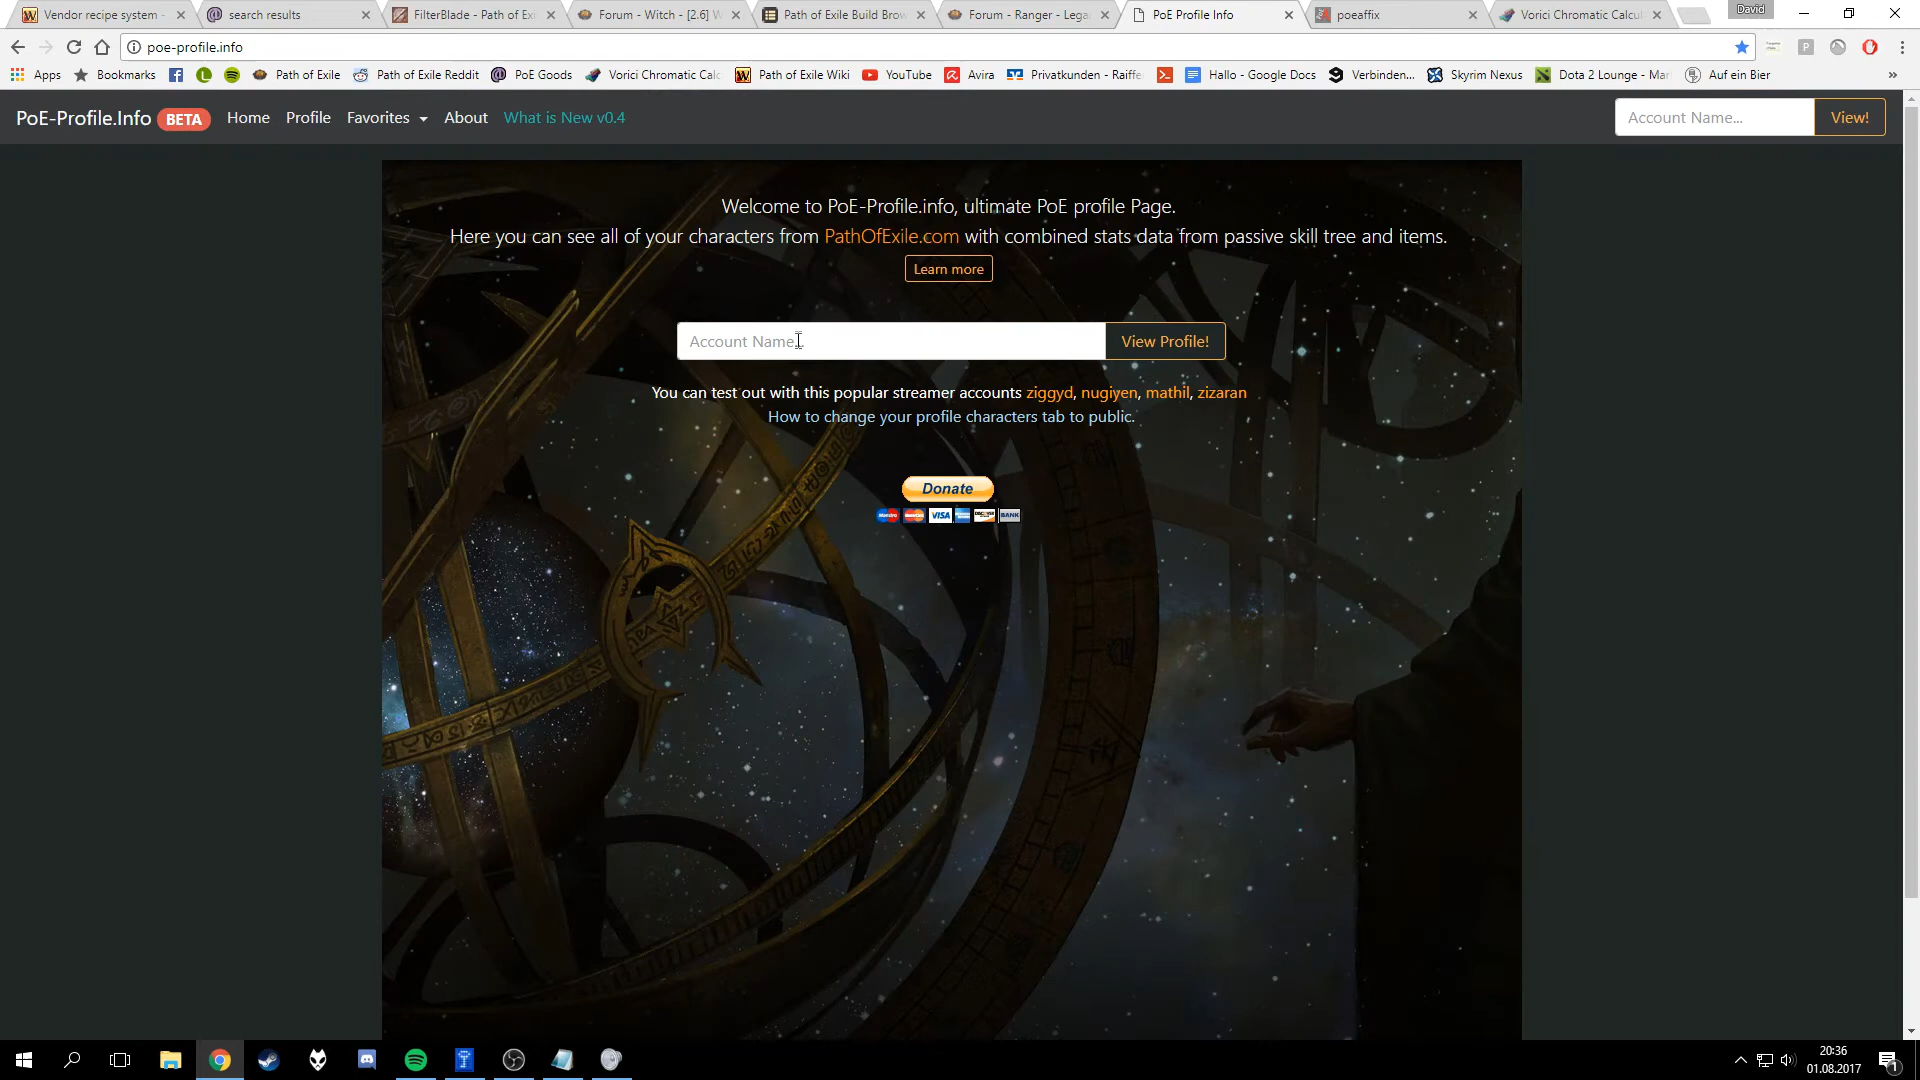 Vendor recipe system -
search results
FilterBlade - Path of Exi
Forum - Witch - [2.6] W
Path of Exile Build Brow
Forum - Ranger - Lega
PoE Profile Info
poeaffix
Vorici Chromatic Calcu
David
poe-profile.info
Apps
Bookmarks
Path of Exile
Path of Exile Reddit
PoE Goods
Vorici Chromatic Calc
Path of Exile Wiki
YouTube
Avira
Privatkunden - Raiffe
Hallo - Google Docs
Verbinden...
Skyrim Nexus
Dota 2 Lounge - Mar
Auf ein Bier
»
PoE-Profile.Info BETA Home Profile Favorites About What is New v0.4
Account Name... View!
Welcome to PoE-Profile.info, ultimate PoE profile Page.
Here you can see all of your characters from PathOfExile.com with combined stats data from passive skill tree and items.
Learn more
Account Name... View Profile!
You can test out with this popular streamer accounts ziggyd, nugiyen, mathil, zizaran
How to change your profile characters tab to public.
Donate
VISA
BANK
20:36
01.08.2017
1